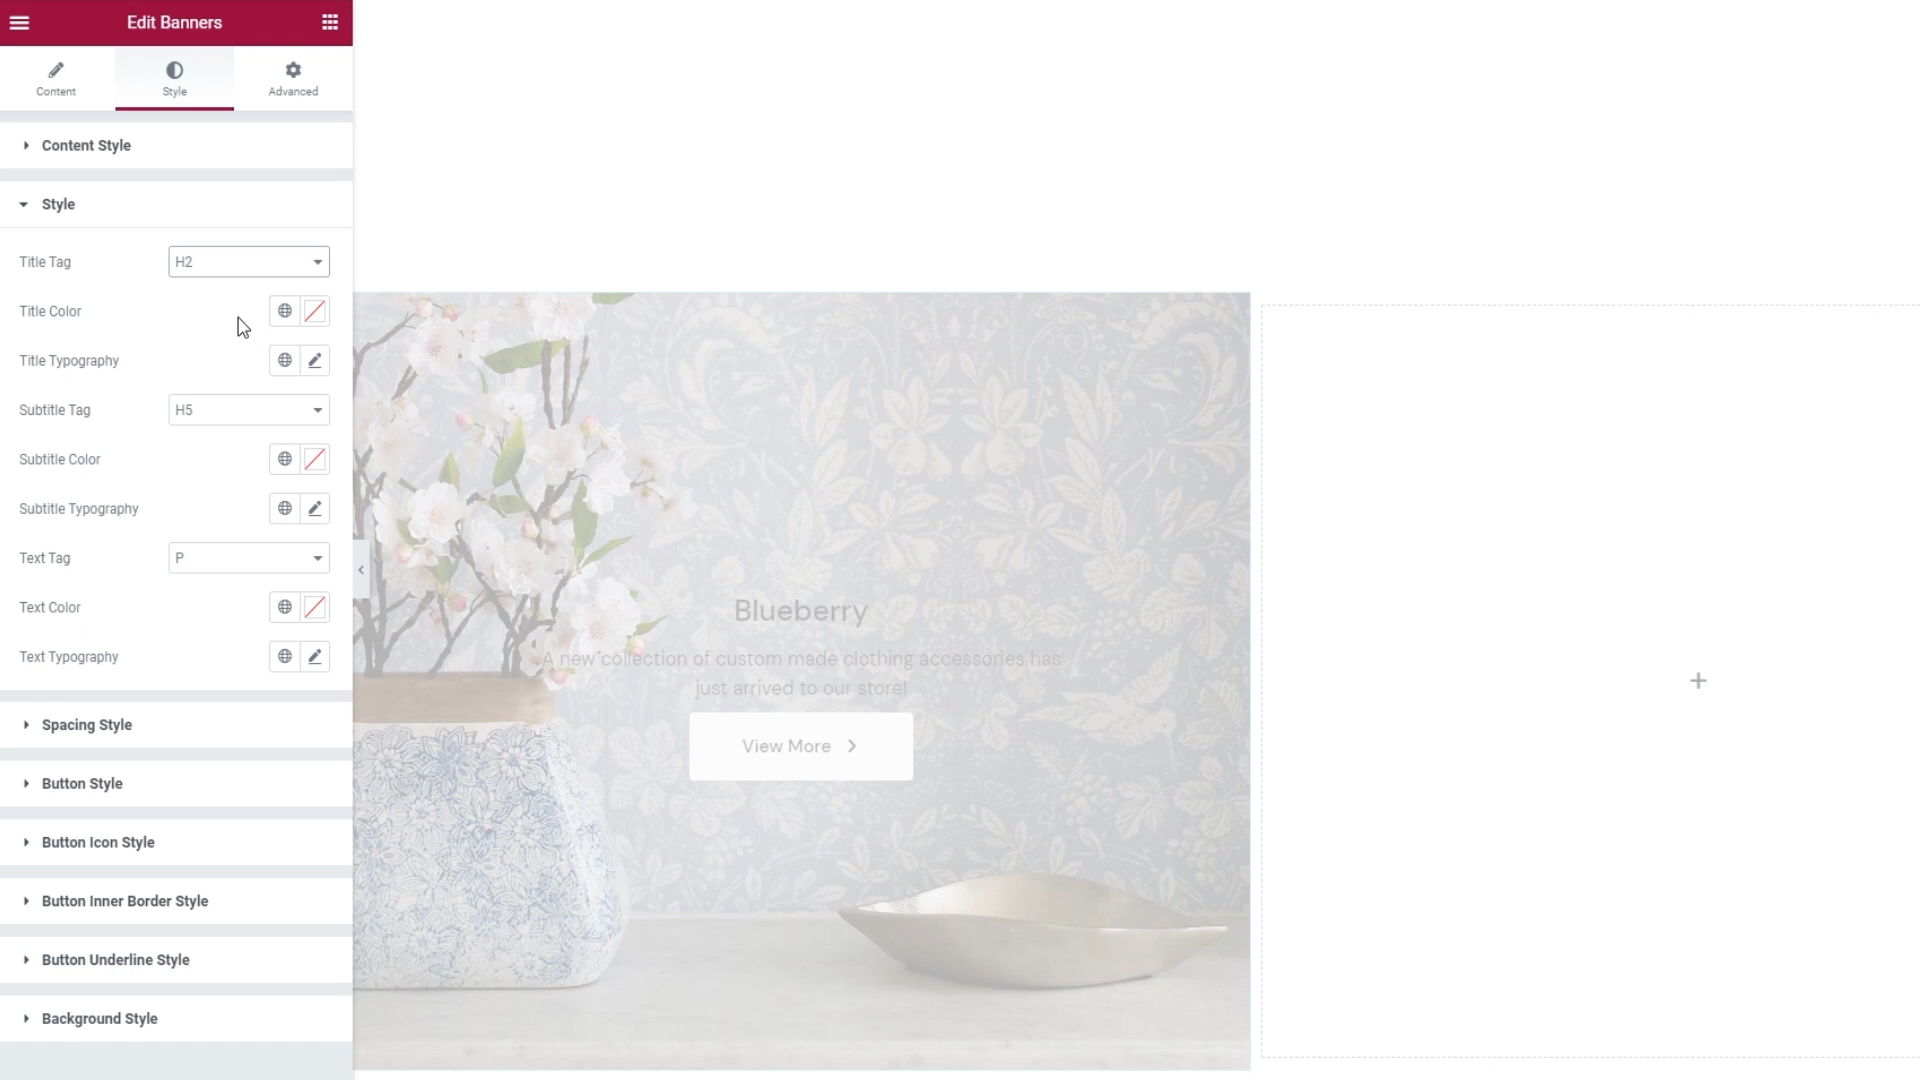 Edit Banners
Content
Style
Advanced
Content Style
Style
Title Tag
H2
Title Color
Title Typography
Subtitle Tag
H5
Subtitle Color
Subtitle Typography
Text Tag
P
Text Color
Text Typography
Spacing Style
Button Style
Button Icon Style
Button Inner Border Style
Button Underline Style
Background Style
Blueberry
A new collection of custom made clothing accessories has
just arrived to our store!
View More